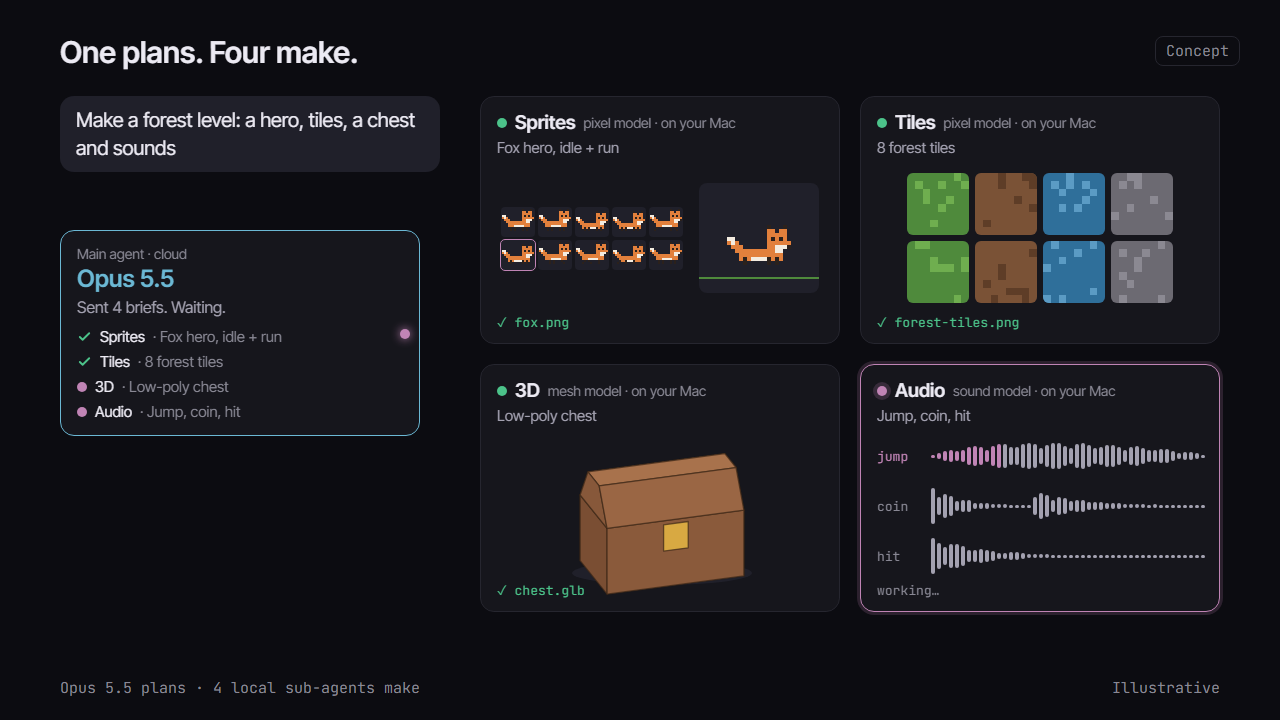 One plans. Four make.
Concept
Make a forest level: a hero, tiles, a chest
and sounds
Main agent · cloud
Opus 5.5
Sent 4 briefs. Waiting.
✓ Sprites · Fox hero, idle + run
✓ Tiles · 8 forest tiles
3D · Low-poly chest
Audio · Jump, coin, hit
Sprites pixel model · on your Mac
Fox hero, idle + run
✓ fox.png
Tiles pixel model · on your Mac
8 forest tiles
✓ forest-tiles.png
3D mesh model · on your Mac
Low-poly chest
✓ chest.glb
Audio sound model · on your Mac
Jump, coin, hit
jump
coin
hit
working…
Opus 5.5 plans · 4 local sub-agents make
Illustrative